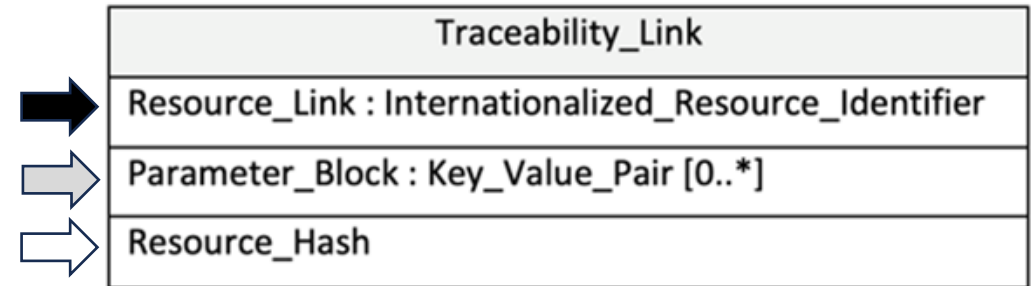 Traceability_Link
Resource_Link : Internationalized_Resource_Identifier
Parameter_Block : Key_Value_Pair [0..*]
Resource_Hash